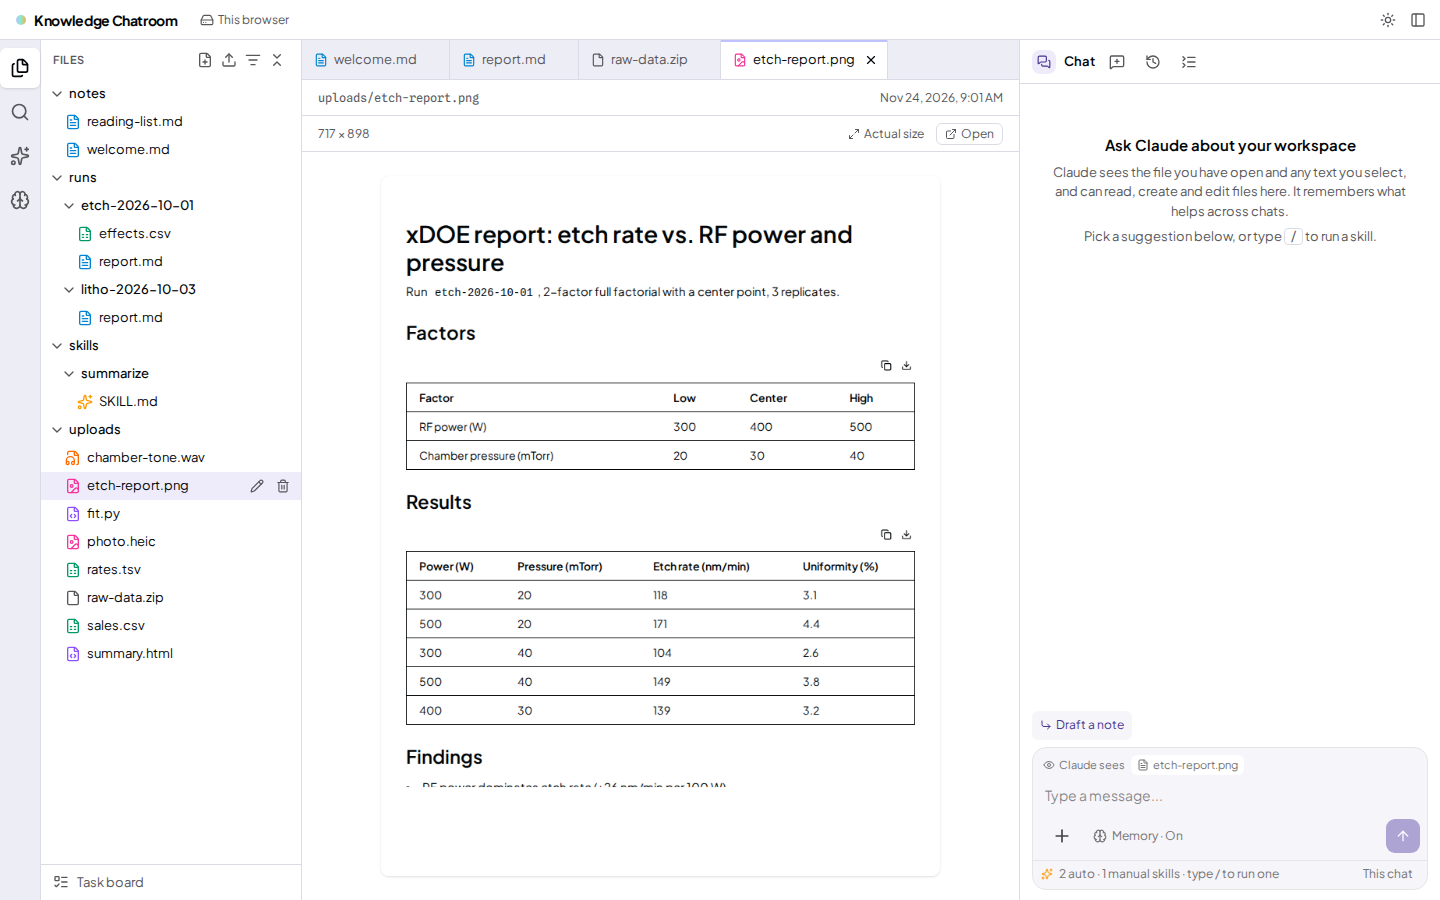 Knowledge Chatroom
This browser
FILES
notes
reading-list.md
welcome.md
runs
etch-2026-10-01
effects.csv
report.md
litho-2026-10-03
report.md
skills
summarize
SKILL.md
uploads
chamber-tone.wav
etch-report.png
fit.py
photo.heic
rates.tsv
raw-data.zip
sales.csv
summary.html
Task board
welcome.md
report.md
raw-data.zip
etch-report.png
uploads/etch-report.png
Nov 24, 2026, 9:01 AM
717 × 898
Actual size
Open
xDOE report: etch rate vs. RF power and
pressure
Run etch-2026-10-01 , 2-factor full factorial with a center point, 3 replicates.
Factors
Factor Low Center High
RF power (W) 300 400 500
Chamber pressure (mTorr) 20 30 40
Results
Power (W) Pressure (mTorr) Etch rate (nm/min) Uniformity (%)
300 20 118 3.1
500 20 171 4.4
300 40 104 2.6
500 40 149 3.8
400 30 139 3.2
Findings
RF power dominates etch rate (+26 nm/min per 100 W)
Chat
Ask Claude about your workspace
Claude sees the file you have open and any text you select,
and can read, create and edit files here. It remembers what
helps across chats.
Pick a suggestion below, or type / to run a skill.
Draft a note
Claude sees etch-report.png
Type a message...
Memory · On
2 auto · 1 manual skills · type / to run one
This chat